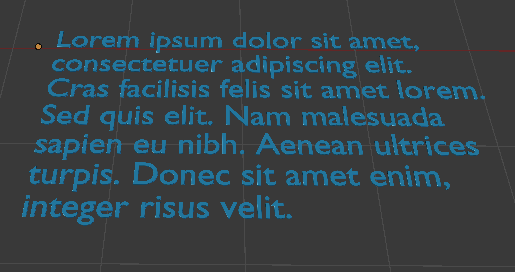 Lorem ipsum dolor sit amet,
consectetuer adipiscing elit.
Cras facilisis felis sit amet lorem.
Sed quis elit. Nam malesuada
sapien eu nibh. Aenean ultrices
turpis. Donec sit amet enim,
integer risus velit.